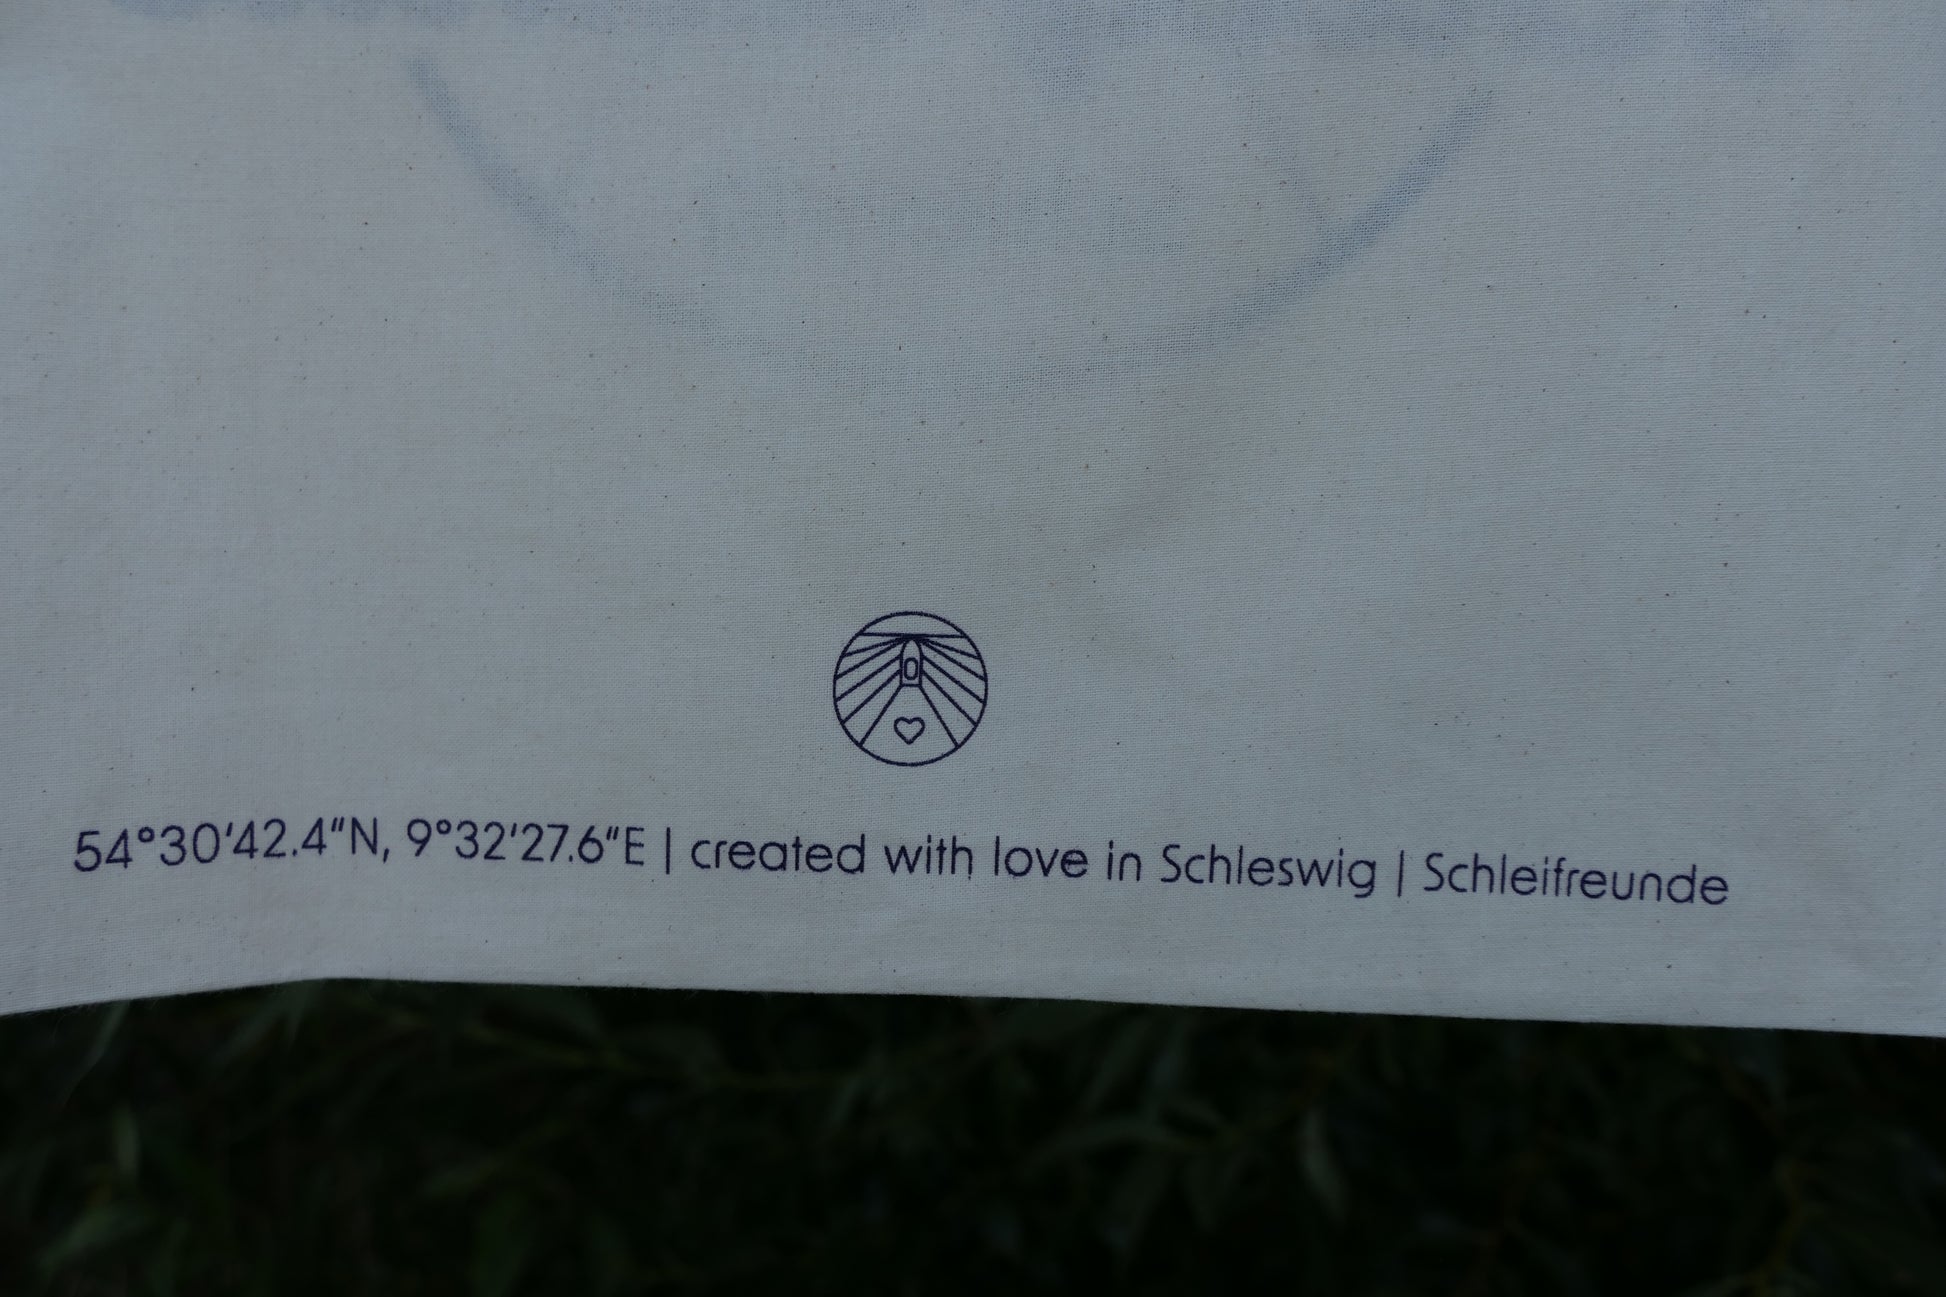 54°30'42.4"N, 9°32'27.6"E | created with love in Schleswig | Schleifreunde